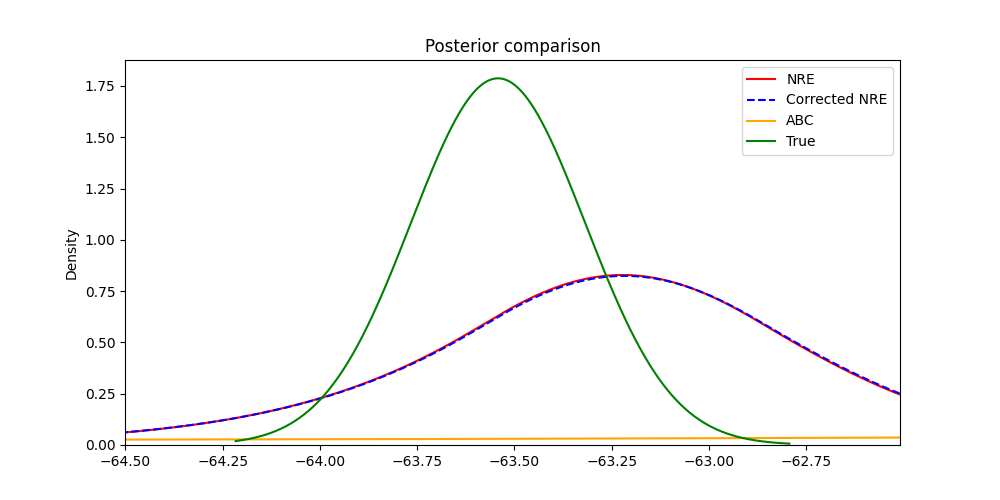 Posterior comparison
NRE
Corrected NRE
ABC
True
Density
1.75
1.50
1.25
1.00
0.75
0.50
0.25
0.00
−64.50
−64.25
−64.00
−63.75
−63.50
−63.25
−63.00
−62.75